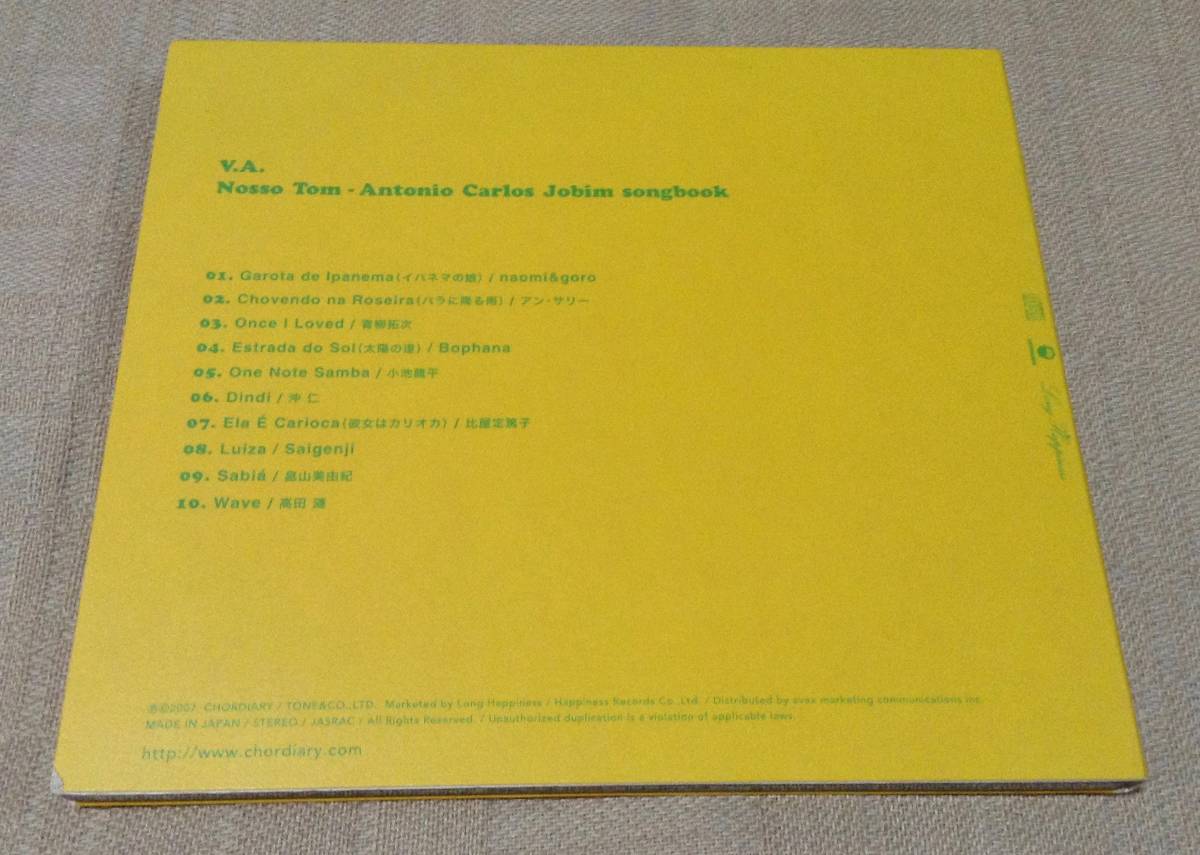 V.A.
Nosso Tom - Antonio Carlos Jobim songbook
01. Garota de Ipanema(イパネマの娘) / naomi&goro
02. Chovendo na Roseira(バラに降る雨) / アン・サリー
03. Once I Loved / 青柳拓次
04. Estrada do Sol(太陽の道) / Bophana
05. One Note Samba / 小池龍平
06. Dindi / 沖 仁
07. Ela É Carioca(彼女はカリオカ) / 比屋定篤子
08. Luiza / Saigenji
09. Sabiá / 畠山美由紀
10. Wave / 高田 漣
Ⓟ©2007 CHORDIARY / TONE&CO.,LTD. Marketed by Long Happiness / Happiness Records Co.,Ltd. / Distributed by avex marketing communications inc.
MADE IN JAPAN / STEREO / JASRAC / All Rights Reserved. / Unauthorized duplication is a violation of applicable laws.
http://www.chordiary.com
Long Happiness